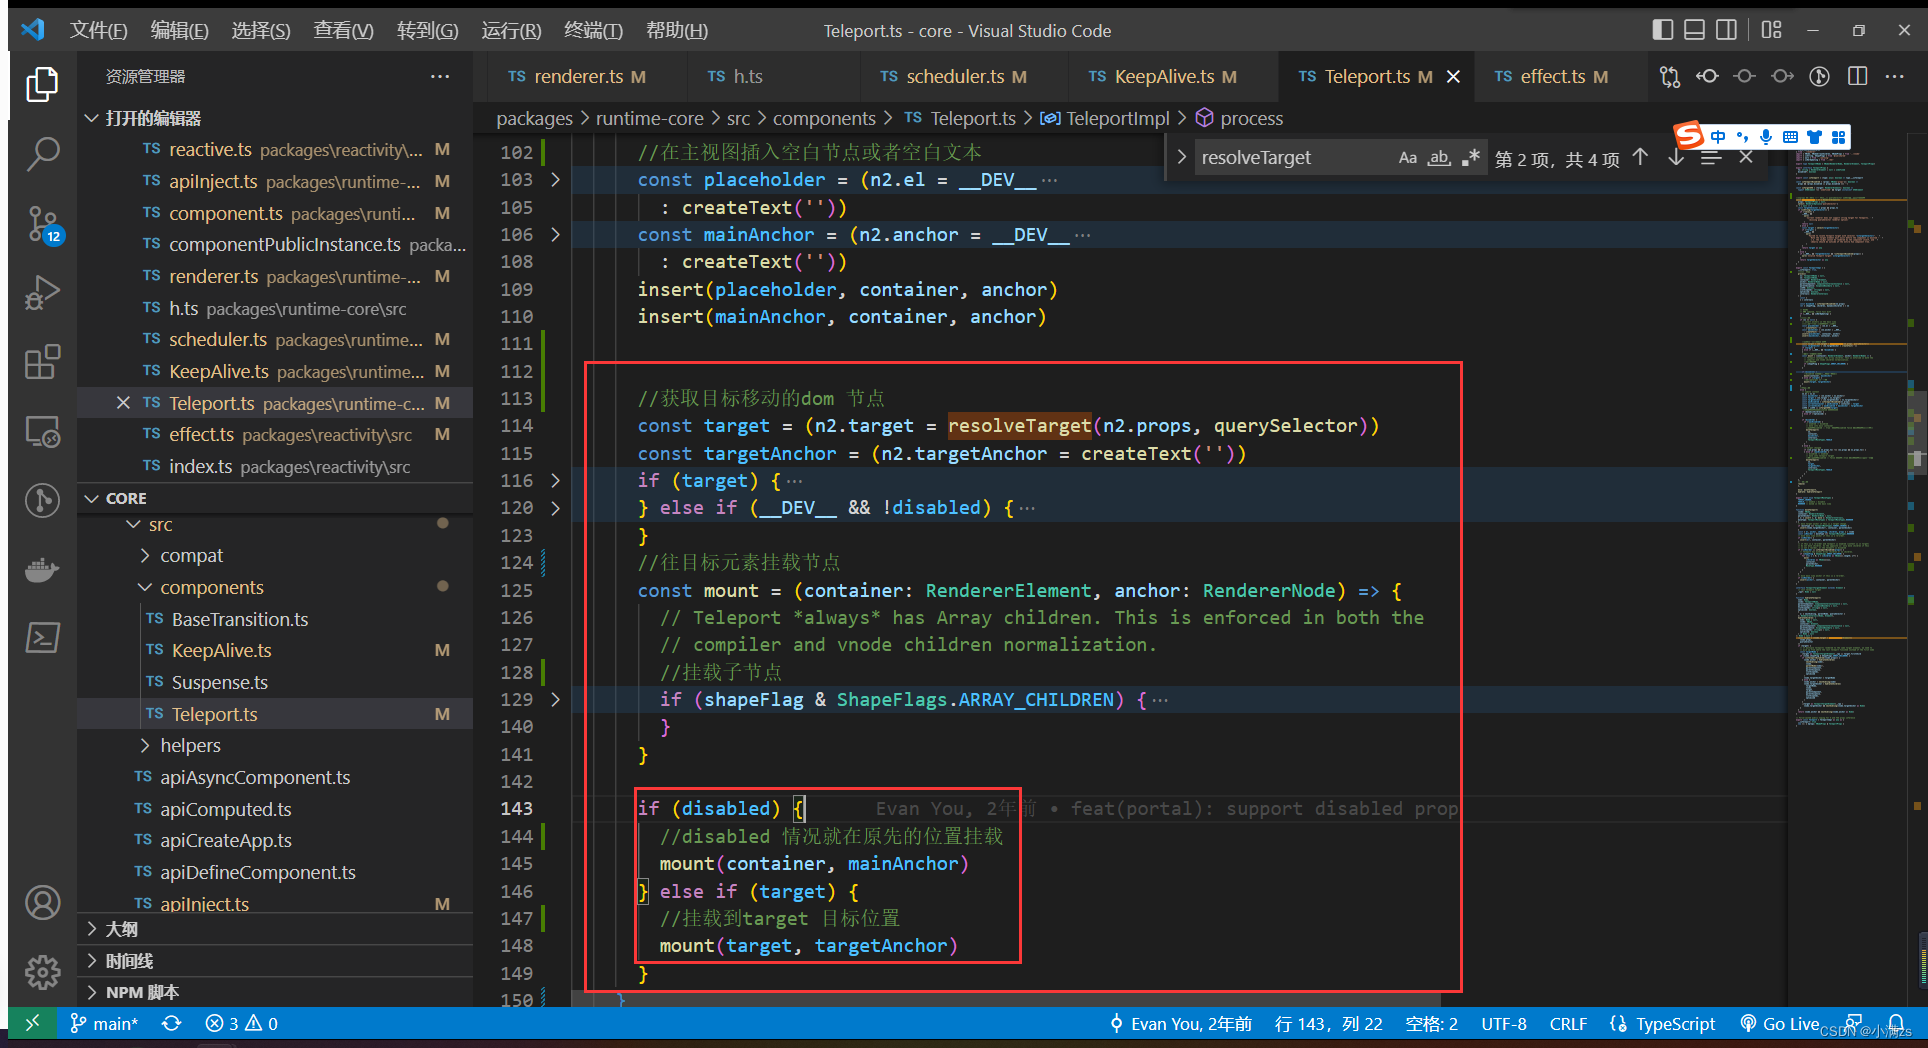 文件(F) 编辑(E) 选择(S) 查看(V) 转到(G) 运行(R) 终端(T) 帮助(H) Teleport.ts - core - Visual Studio Code
资源管理器 ···
TS renderer.ts M TS h.ts TS scheduler.ts M TS KeepAlive.ts M TS Teleport.ts M TS effect.ts M
打开的编辑器
packages > runtime-core > src > components > TS Teleport.ts > TeleportImpl > process
TS reactive.ts packages\reactivity\... M
TS apiInject.ts packages\runtime-... M
TS component.ts packages\runti... M
TS componentPublicInstance.ts packa...
TS renderer.ts packages\runtime-... M
TS h.ts packages\runtime-core\src
TS scheduler.ts packages\runtime... M
TS KeepAlive.ts packages\runtime... M
TS Teleport.ts packages\runtime-c... M
TS effect.ts packages\reactivity\src M
TS index.ts packages\reactivity\src
CORE
src
compat
components
TS BaseTransition.ts
TS KeepAlive.ts M
TS Suspense.ts
TS Teleport.ts M
helpers
TS apiAsyncComponent.ts
TS apiComputed.ts
TS apiCreateApp.ts
TS apiDefineComponent.ts
TS apiInject.ts M
大纲
时间线
NPM 脚本
12
resolveTarget Aa ab .* 第 2 项，共 4 项
中
102 //在主视图插入空白节点或者空白文本
103 const placeholder = (n2.el = __DEV__ ···
105 : createText(''))
106 const mainAnchor = (n2.anchor = __DEV__ ···
108 : createText(''))
109 insert(placeholder, container, anchor)
110 insert(mainAnchor, container, anchor)
111
112
113 //获取目标移动的dom 节点
114 const target = (n2.target = resolveTarget(n2.props, querySelector))
115 const targetAnchor = (n2.targetAnchor = createText(''))
116 if (target) { ···
120 } else if (__DEV__ && !disabled) { ···
123 }
124 //往目标元素挂载节点
125 const mount = (container: RendererElement, anchor: RendererNode) => {
126 // Teleport *always* has Array children. This is enforced in both the
127 // compiler and vnode children normalization.
128 //挂载子节点
129 if (shapeFlag & ShapeFlags.ARRAY_CHILDREN) { ···
140 }
141 }
142
143 if (disabled) { Evan You, 2年前 • feat(portal): support disabled prop
144 //disabled 情况就在原先的位置挂载
145 mount(container, mainAnchor)
146 } else if (target) {
147 //挂载到target 目标位置
148 mount(target, targetAnchor)
149 }
150 }
main* 3 0 Evan You, 2年前 行 143，列 22 空格: 2 UTF-8 CRLF TypeScript Go Live
CSDN @小满zs